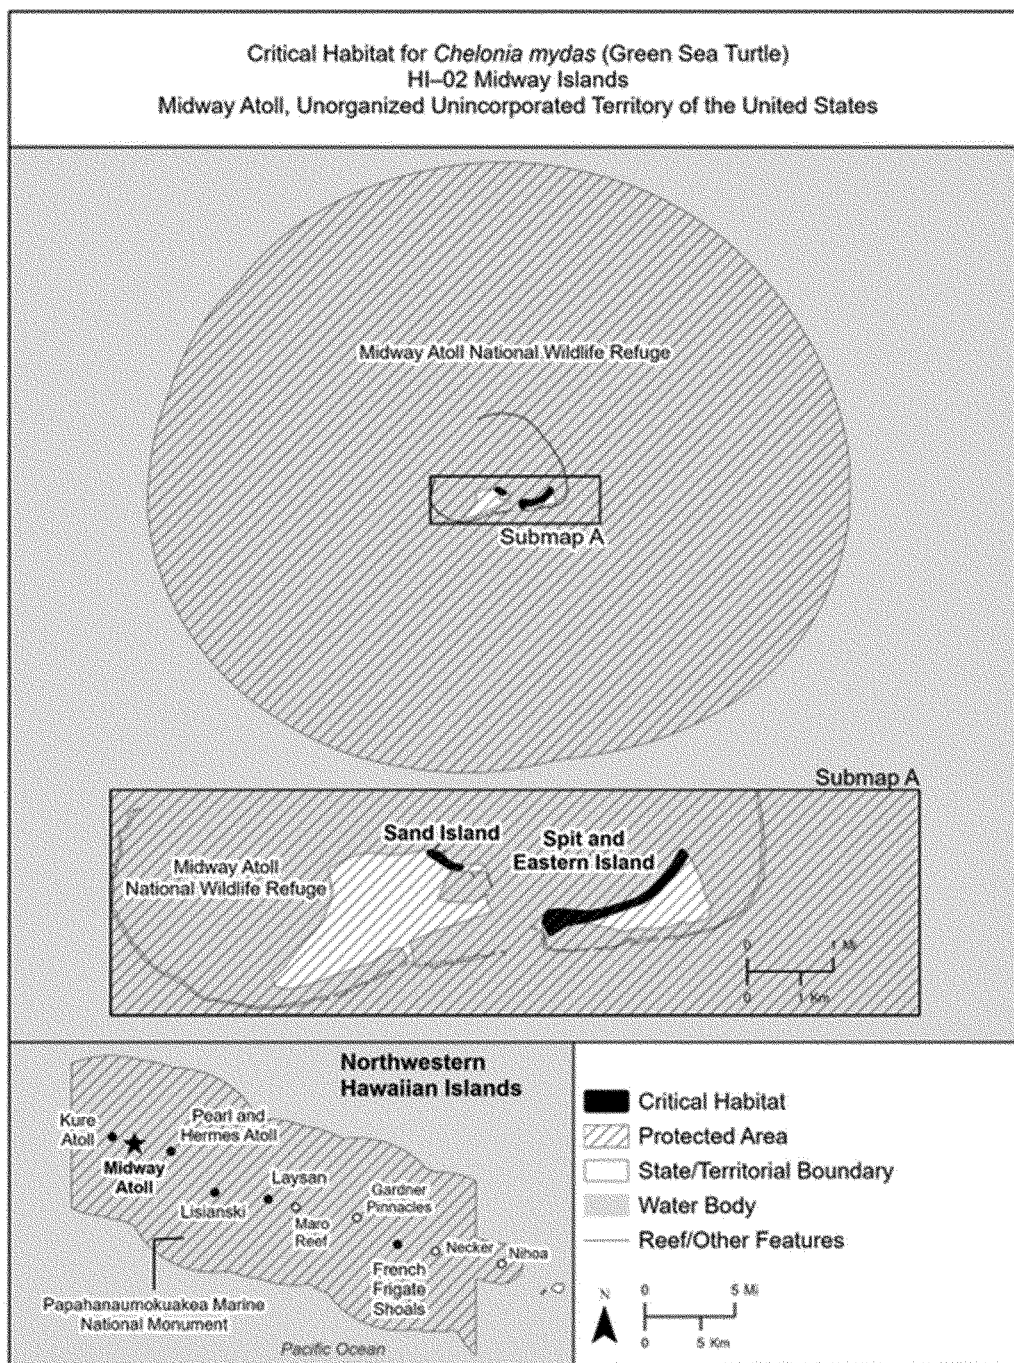 Critical Habitat for Chelonia mydas (Green Sea Turtle)
HI–02 Midway Islands
Midway Atoll, Unorganized Unincorporated Territory of the United States
Midway Atoll National Wildlife Refuge
Submap A
Submap A
Sand Island
Spit and
Eastern Island
Midway Atoll
National Wildlife Refuge
0 1 Mi
0 1 Km
Northwestern
Hawaiian Islands
Kure
Atoll
Pearl and
Hermes Atoll
Midway
Atoll
Laysan
Lisianski
Maro
Reef
Gardner
Pinnacles
Necker
Nihoa
French
Frigate
Shoals
Papahanaumokuakea Marine
National Monument
Pacific Ocean
Critical Habitat
Protected Area
State/Territorial Boundary
Water Body
Reef/Other Features
N
0 5 Mi
0 5 Km